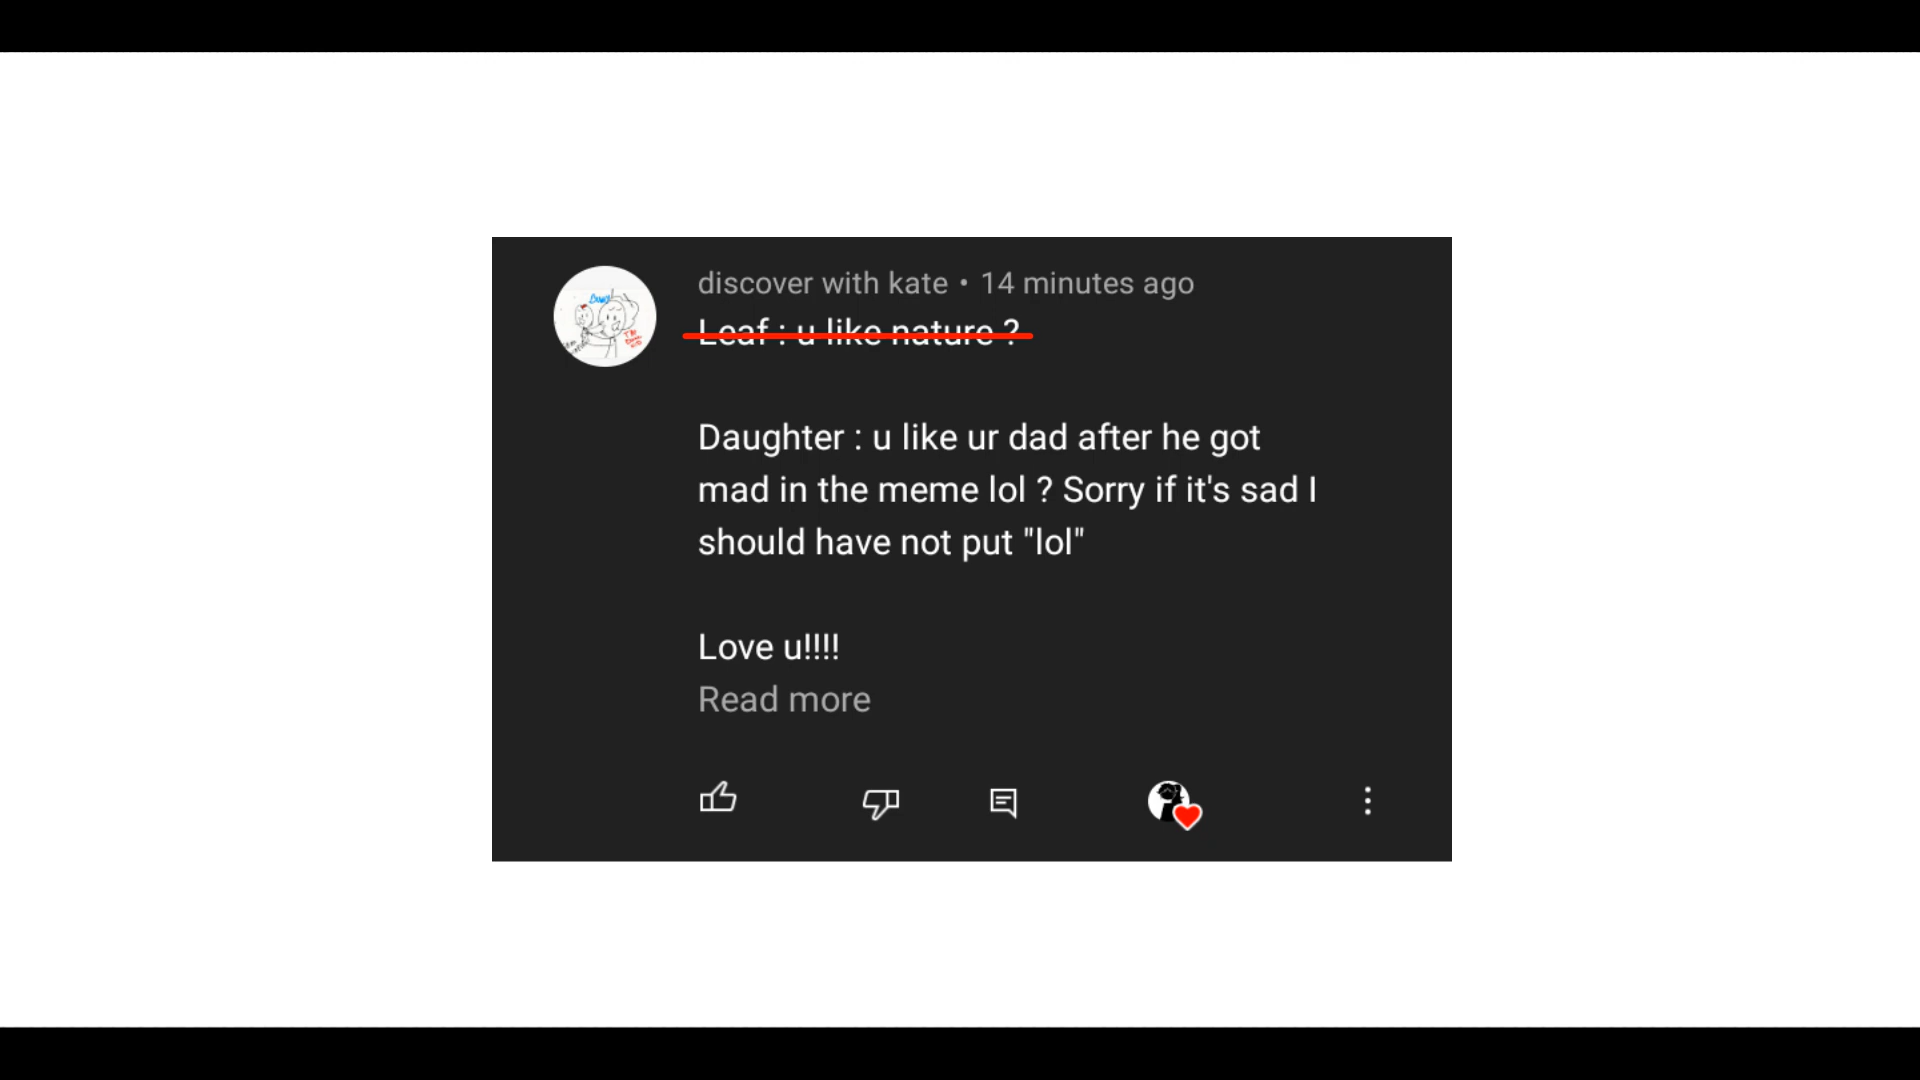 discover with kate • 14 minutes ago
Leaf : u like nature ?
Daughter : u like ur dad after he got
mad in the meme lol ? Sorry if it's sad I
should have not put "lol"
Love u!!!!
Read more